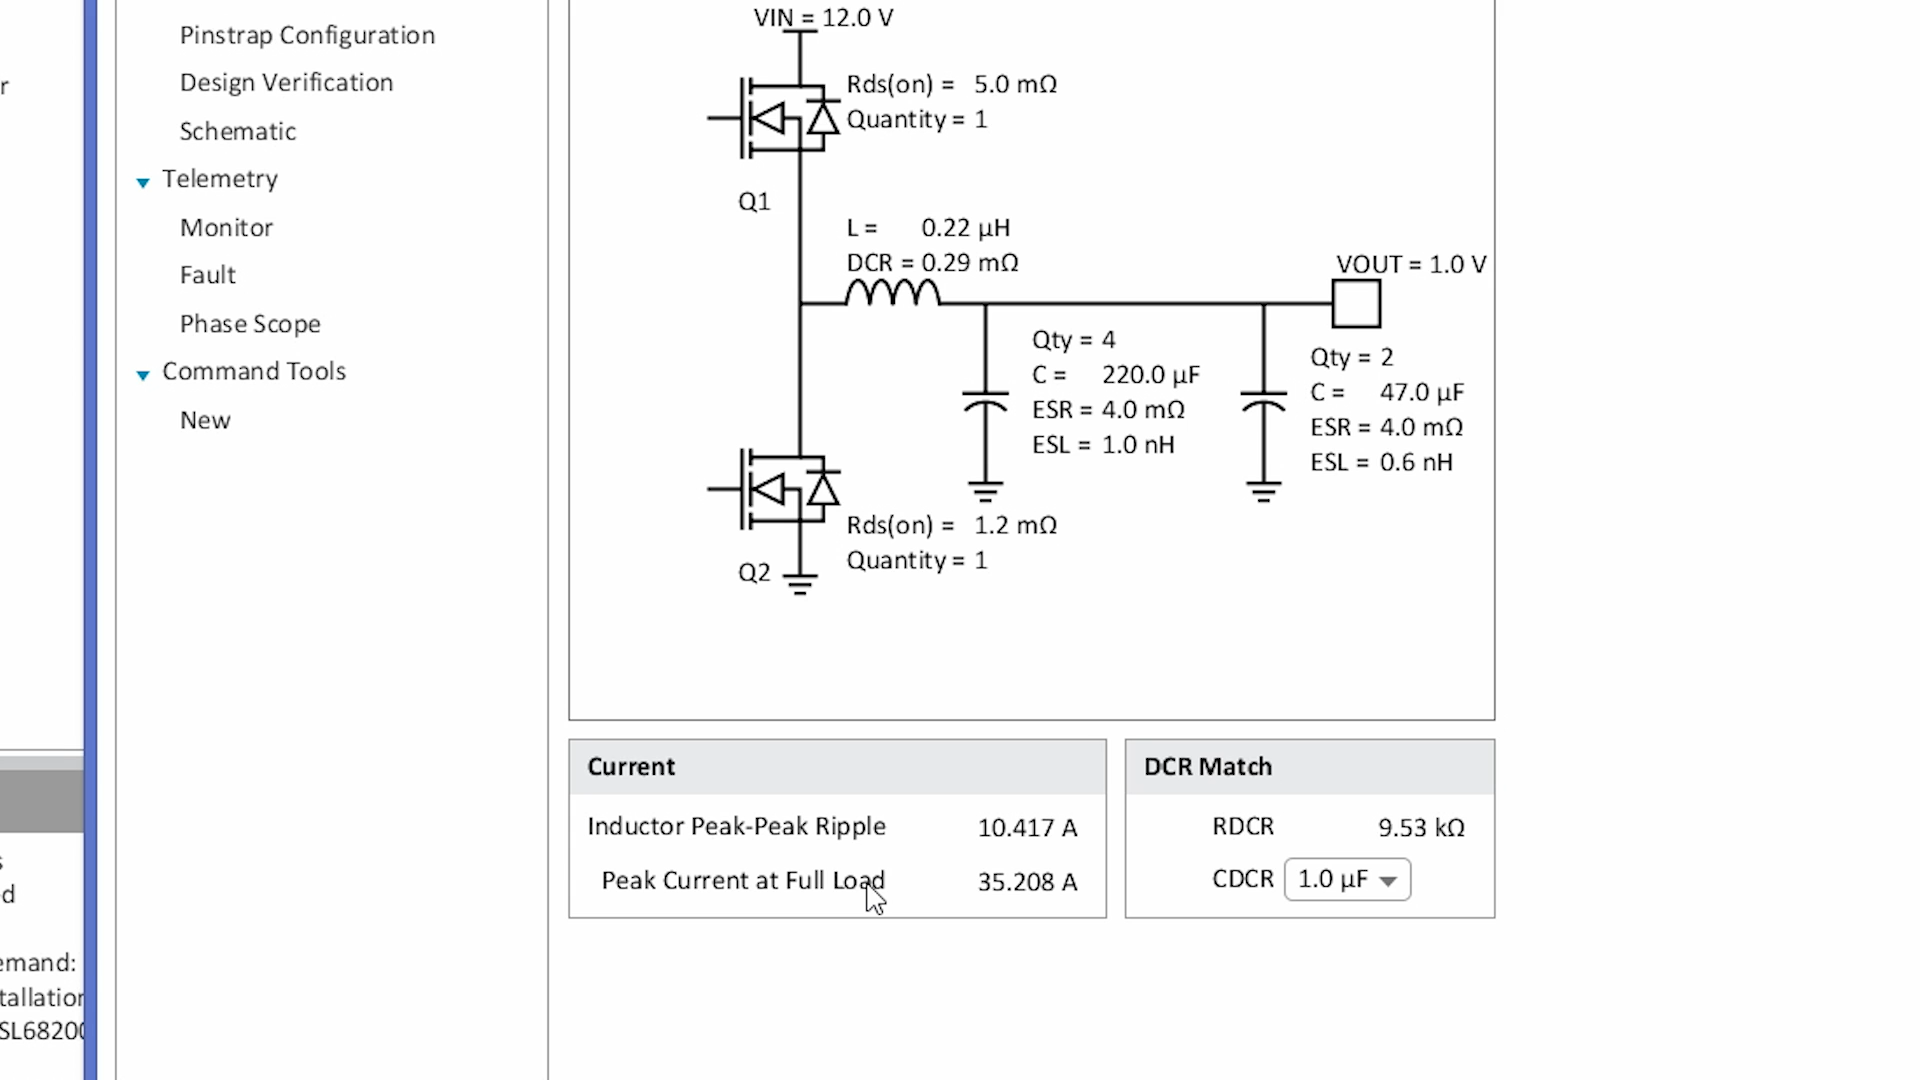 r
Pinstrap Configuration
Design Verification
Schematic
Telemetry
Monitor
Fault
Phase Scope
Command Tools
New
VIN = 12.0 V
Rds(on) = 5.0 mΩ
Quantity = 1
Q1
L = 0.22 µH
DCR = 0.29 mΩ
VOUT = 1.0 V
Qty = 4
C = 220.0 µF
ESR = 4.0 mΩ
ESL = 1.0 nH
Qty = 2
C = 47.0 µF
ESR = 4.0 mΩ
ESL = 0.6 nH
Rds(on) = 1.2 mΩ
Quantity = 1
Q2
Current
Inductor Peak-Peak Ripple 10.417 A
Peak Current at Full Load 35.208 A
DCR Match
RDCR 9.53 kΩ
CDCR 1.0 µF
s
d
emand:
tallation
SL68200